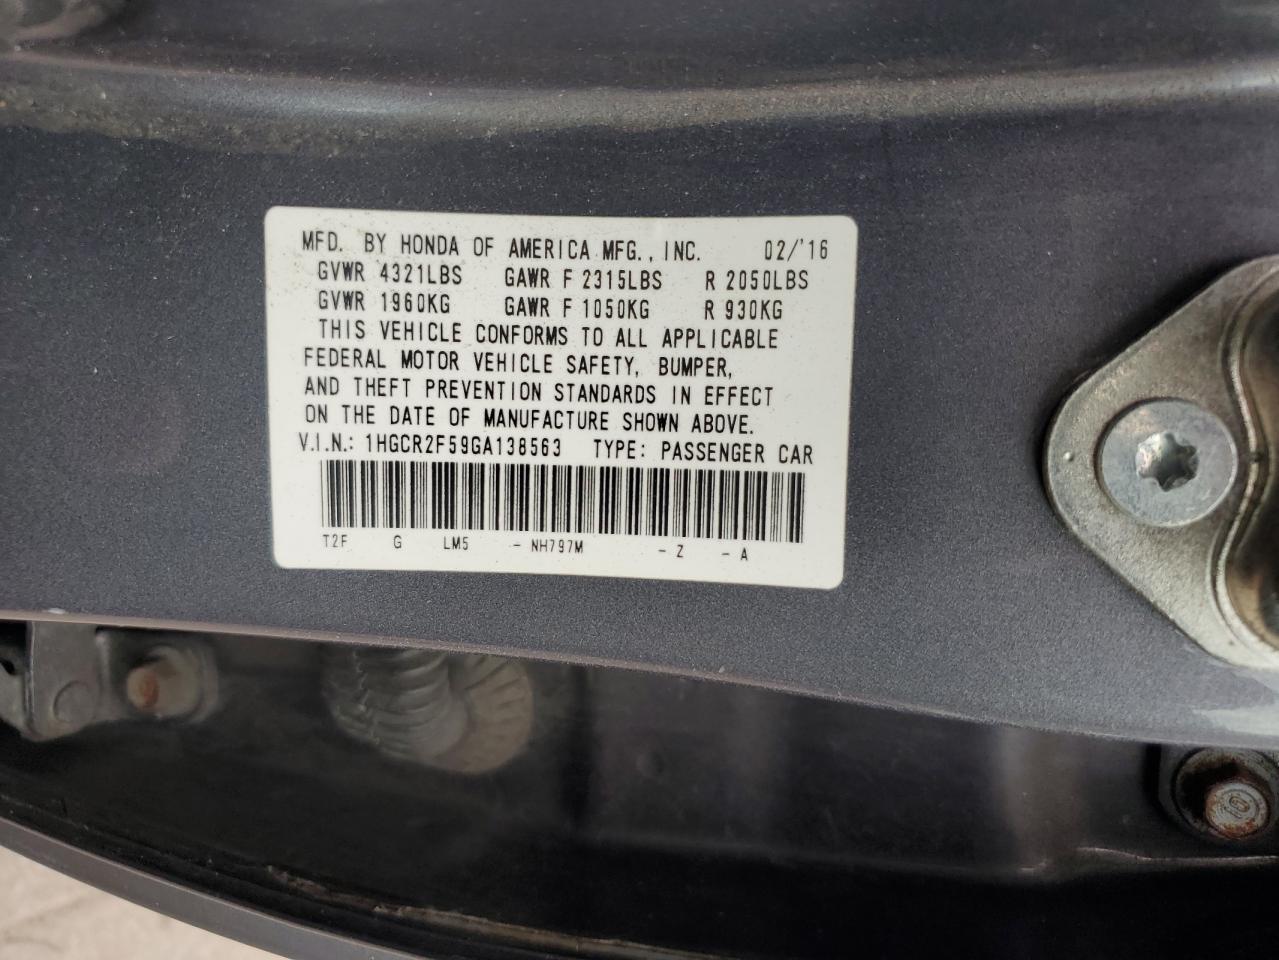 MFD. BY HONDA OF AMERICA MFG., INC. 02/'16
GVWR 4321LBS GAWR F 2315LBS R 2050LBS
GVWR 1960KG GAWR F 1050KG R 930KG
THIS VEHICLE CONFORMS TO ALL APPLICABLE
FEDERAL MOTOR VEHICLE SAFETY, BUMPER,
AND THEFT PREVENTION STANDARDS IN EFFECT
ON THE DATE OF MANUFACTURE SHOWN ABOVE.
V.I.N.: 1HGCR2F59GA138563 TYPE: PASSENGER CAR
T2F G LM5 - NH797M - Z - A